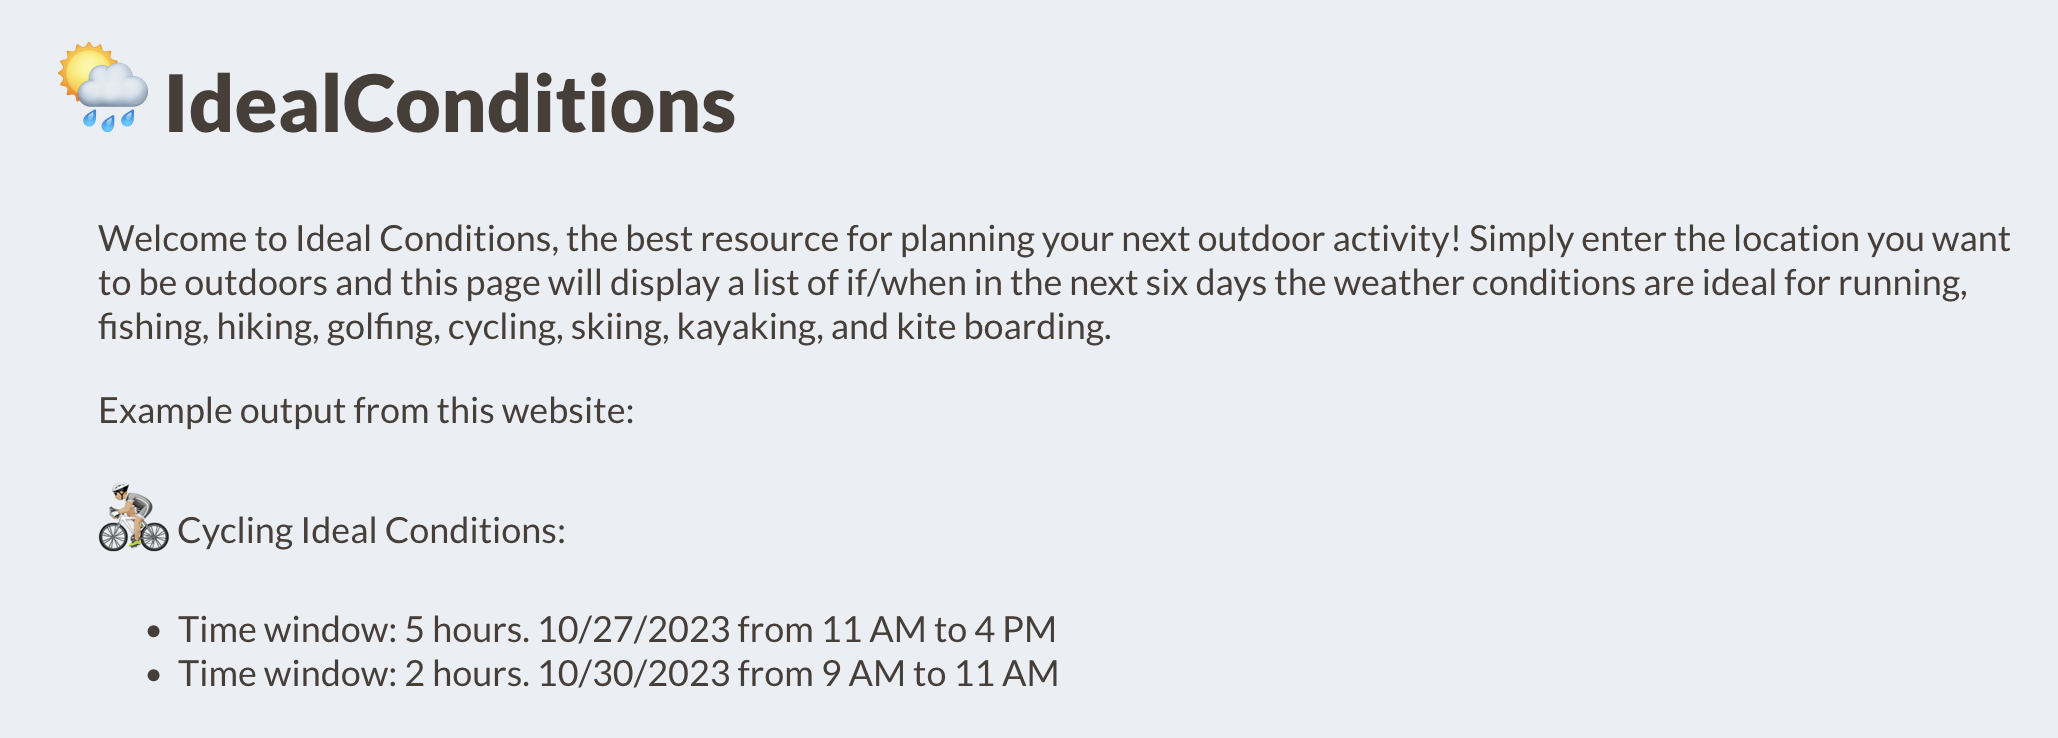 IdealConditions
Welcome to Ideal Conditions, the best resource for planning your next outdoor activity! Simply enter the location you want
to be outdoors and this page will display a list of if/when in the next six days the weather conditions are ideal for running,
fishing, hiking, golfing, cycling, skiing, kayaking, and kite boarding.
Example output from this website:
Cycling Ideal Conditions:
• Time window: 5 hours. 10/27/2023 from 11 AM to 4 PM
• Time window: 2 hours. 10/30/2023 from 9 AM to 11 AM